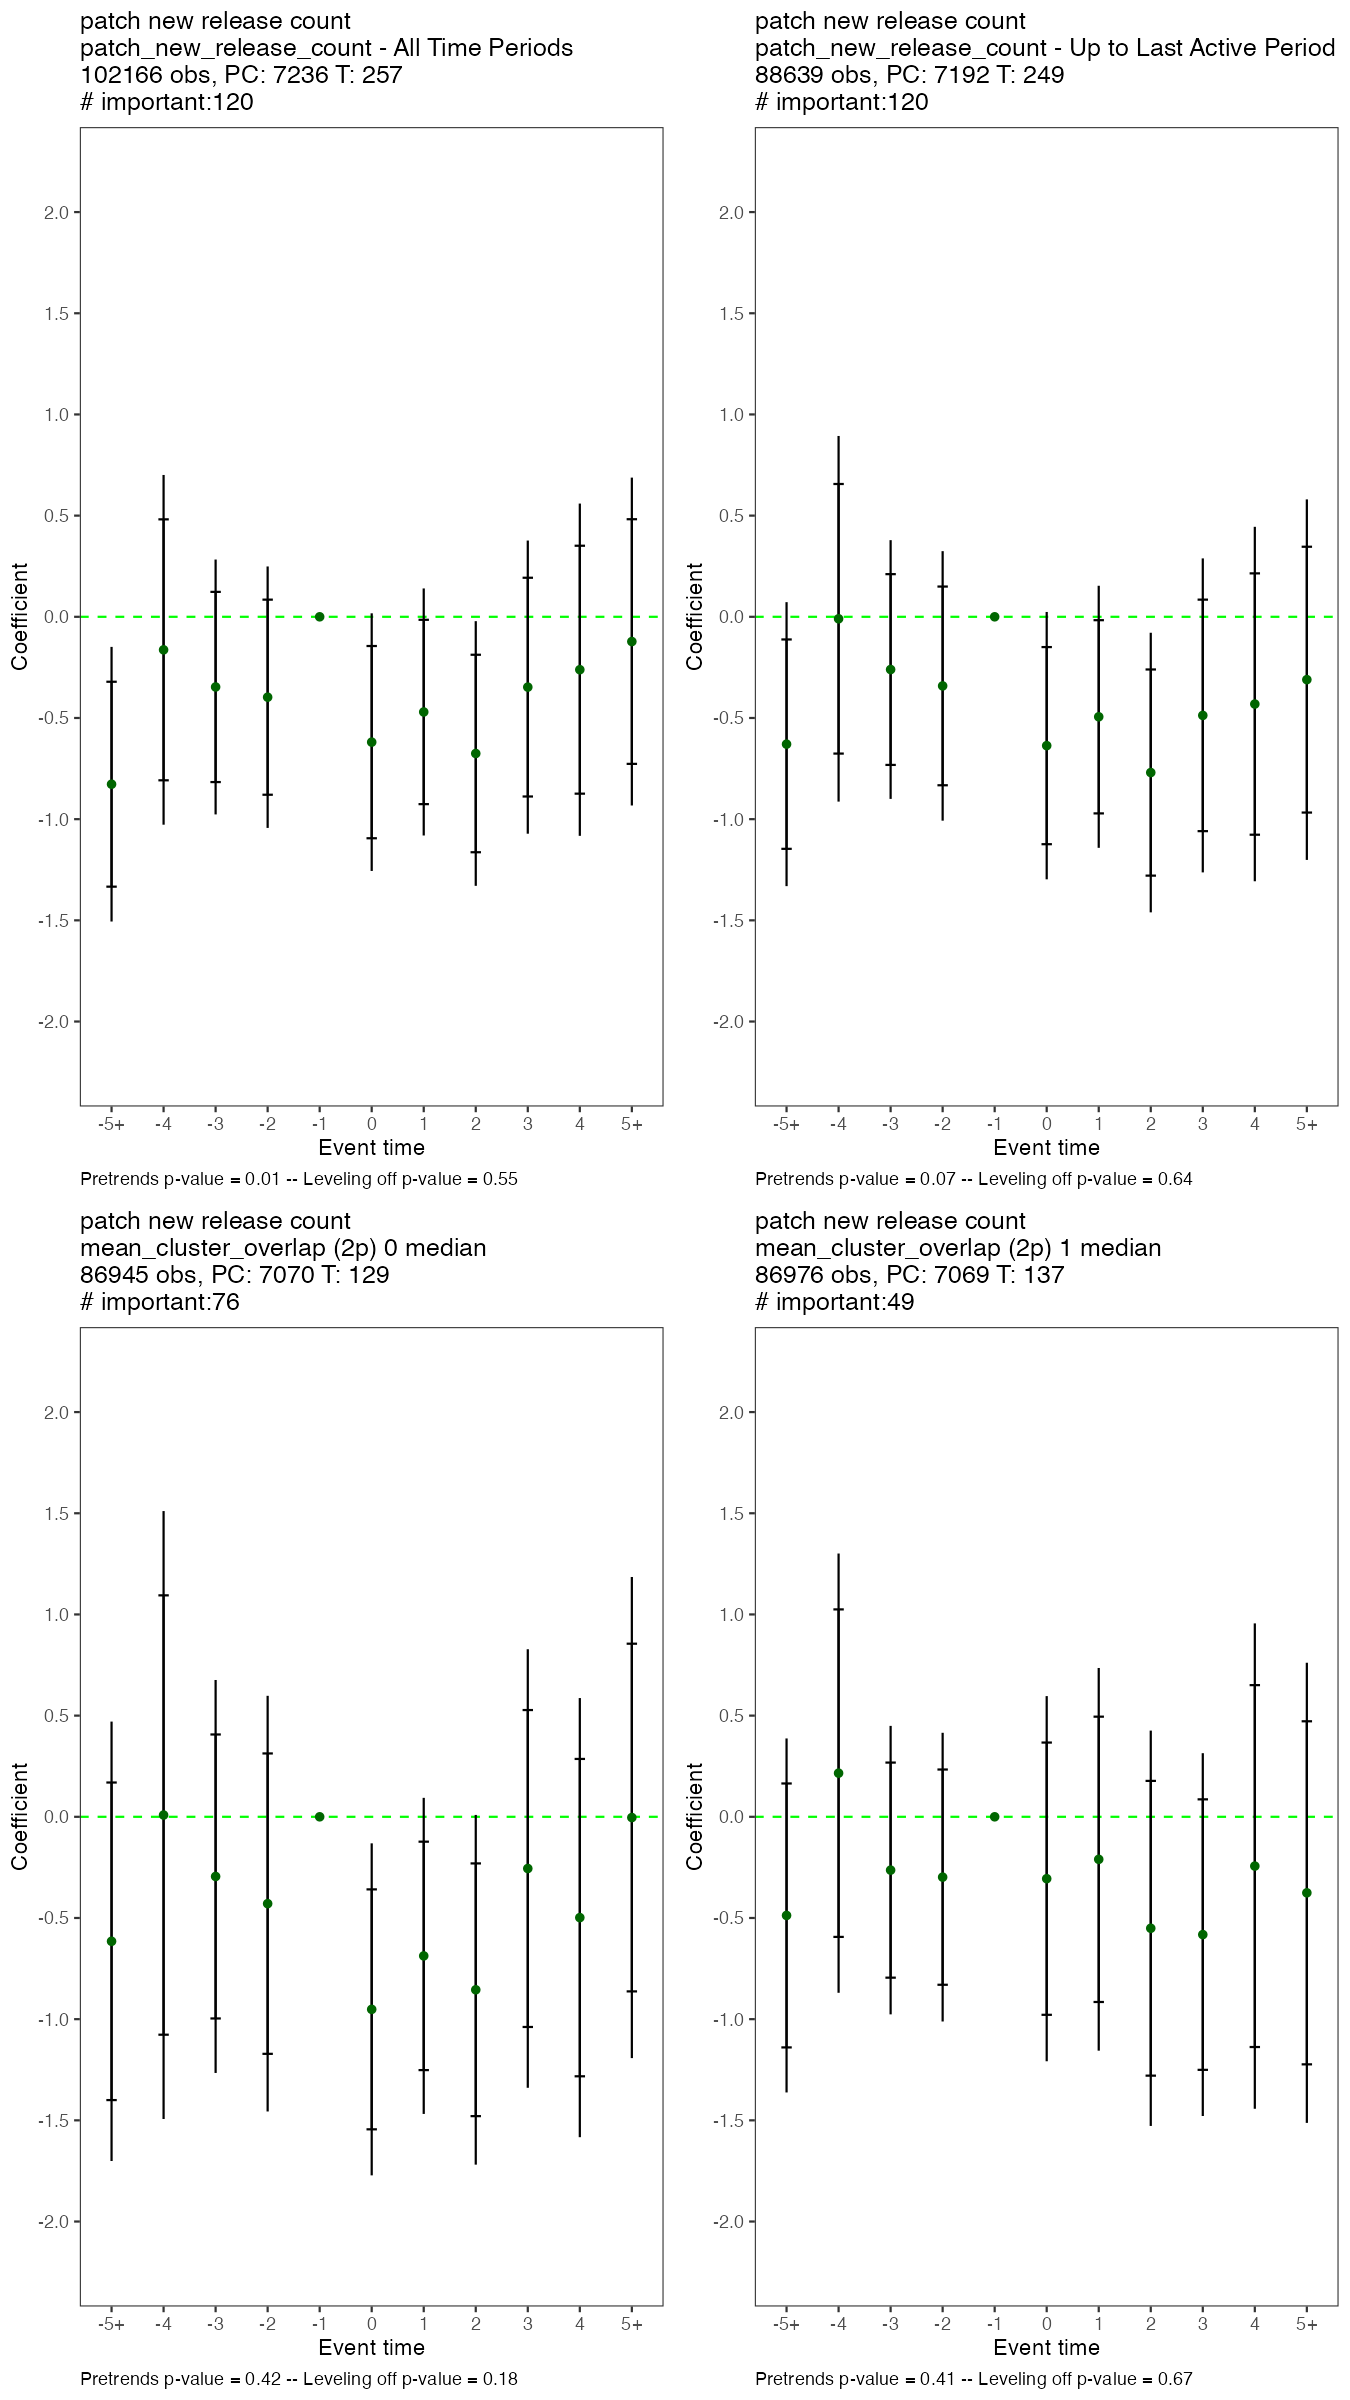 patch new release count
patch_new_release_count - All Time Periods
102166 obs, PC: 7236 T: 257
# important:120
2.0
1.5
1.0
0.5
0.0
-0.5
-1.0
-1.5
-2.0
Coefficient
-5+ -4 -3 -2 -1 0 1 2 3 4 5+
Event time
Pretrends p-value = 0.01 -- Leveling off p-value = 0.55
patch new release count
patch_new_release_count - Up to Last Active Period
88639 obs, PC: 7192 T: 249
# important:120
2.0
1.5
1.0
0.5
0.0
-0.5
-1.0
-1.5
-2.0
Coefficient
-5+ -4 -3 -2 -1 0 1 2 3 4 5+
Event time
Pretrends p-value = 0.07 -- Leveling off p-value = 0.64
patch new release count
mean_cluster_overlap (2p) 0 median
86945 obs, PC: 7070 T: 129
# important:76
2.0
1.5
1.0
0.5
0.0
-0.5
-1.0
-1.5
-2.0
Coefficient
-5+ -4 -3 -2 -1 0 1 2 3 4 5+
Event time
Pretrends p-value = 0.42 -- Leveling off p-value = 0.18
patch new release count
mean_cluster_overlap (2p) 1 median
86976 obs, PC: 7069 T: 137
# important:49
2.0
1.5
1.0
0.5
0.0
-0.5
-1.0
-1.5
-2.0
Coefficient
-5+ -4 -3 -2 -1 0 1 2 3 4 5+
Event time
Pretrends p-value = 0.41 -- Leveling off p-value = 0.67